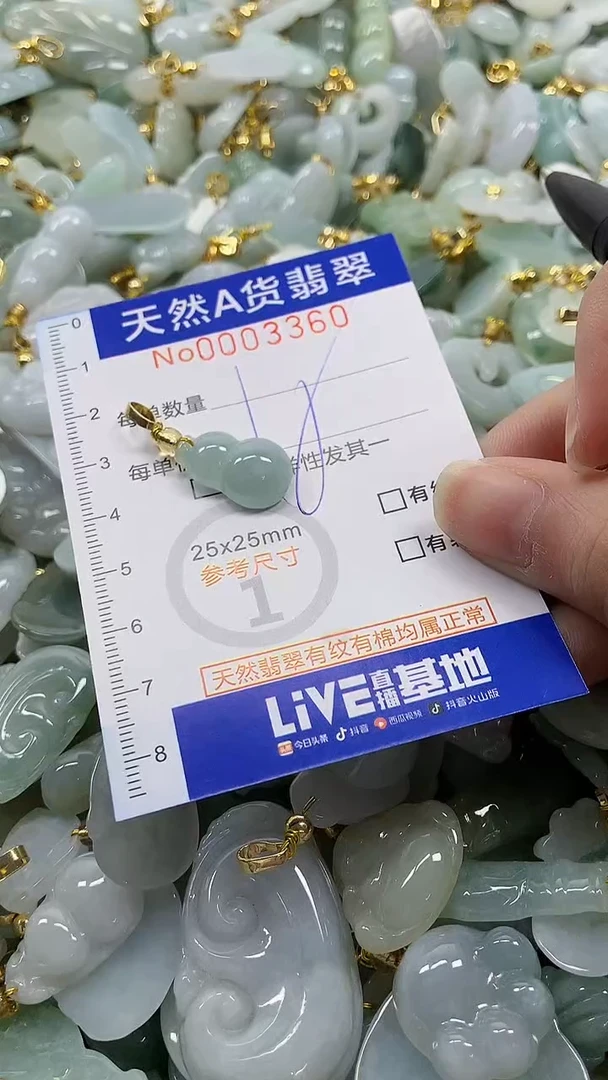 天然A货翡翠
No0003360
每单数量
18
每单 性发其一
有
25x25mm
参考尺寸
有
1
天然翡翠有纹有棉均属正常
LiVE直播基地
今日头条 抖音 西瓜视频 抖音火山版
0
1
2
3
4
5
6
7
8